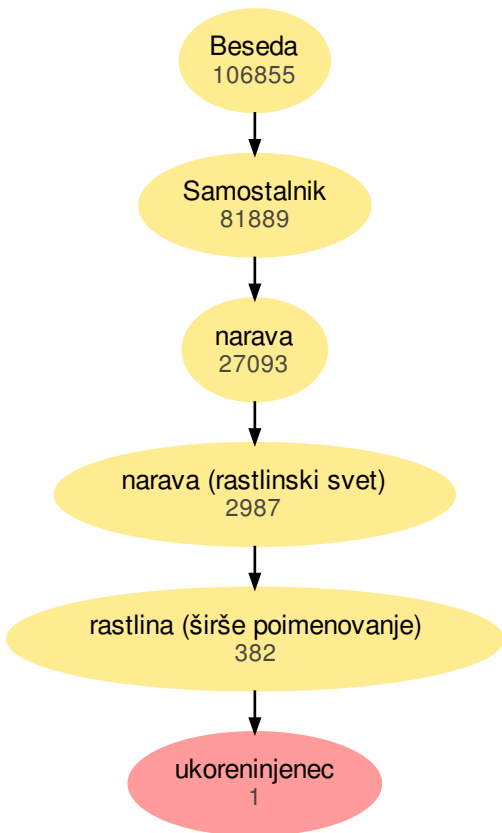 Beseda
106855
Samostalnik
81889
narava
27093
narava (rastlinski svet)
2987
rastlina (širše poimenovanje)
382
ukoreninjenec
1